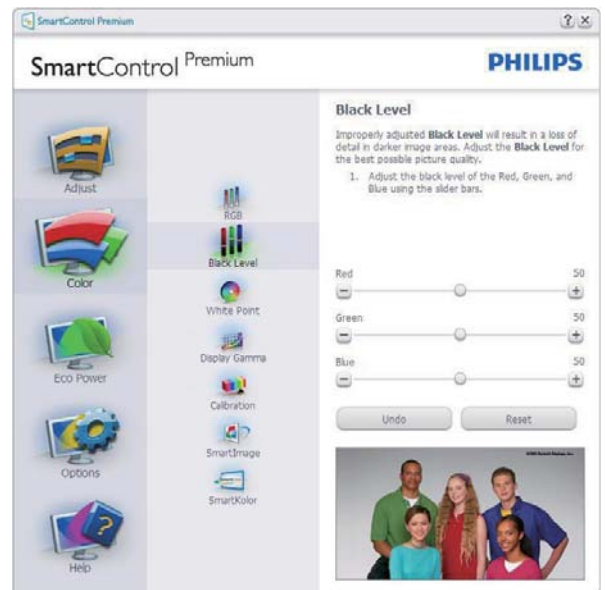 SmartControl Premium
? ×
SmartControl Premium
PHILIPS
Adjust
Color
Eco Power
Options
Help
RGB
Black Level
White Point
Display Gamma
Calibration
SmartImage
SmartKolor
Black Level
Improperly adjusted Black Level will result in a loss of
detail in darker image areas. Adjust the Black Level for
the best possible picture quality.
1. Adjust the black level of the Red, Green, and
Blue using the slider bars.
Red 50
− +
Green 50
− +
Blue 50
− +
Undo Reset